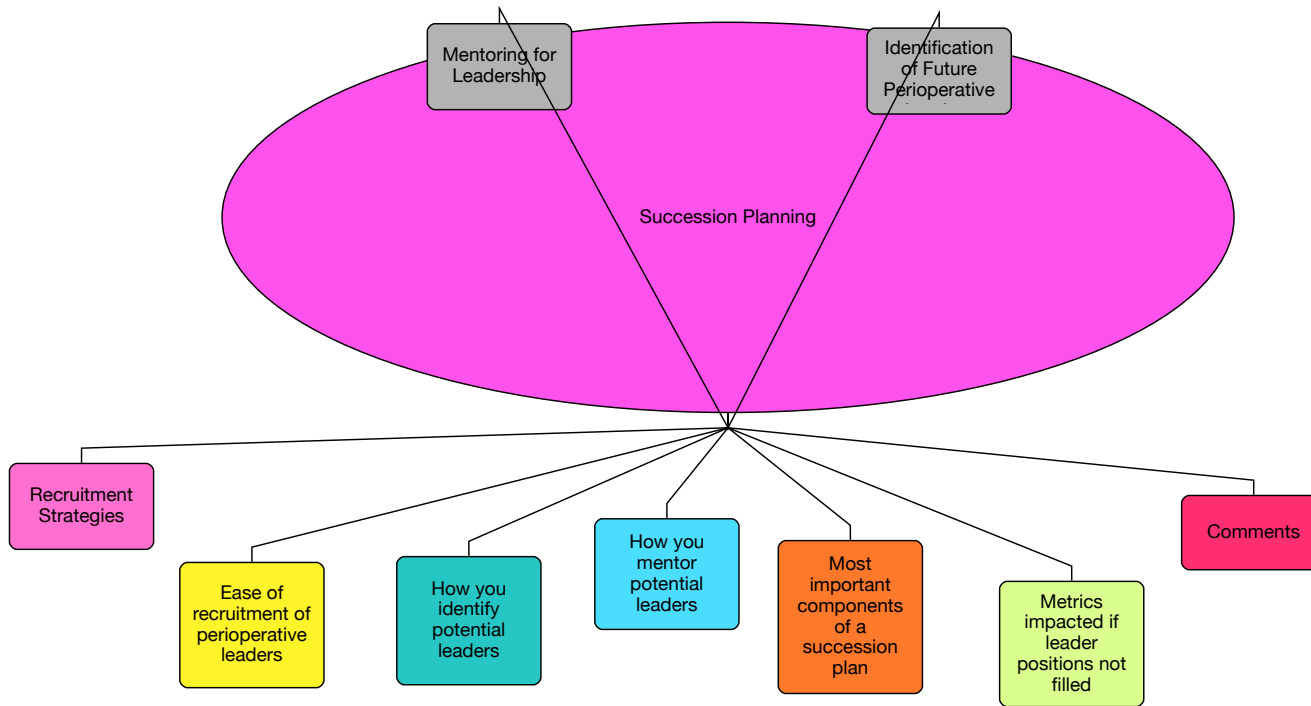 Mentoring for
Leadership
Identification
of Future
Perioperative
Succession Planning
Recruitment
Strategies
Ease of
recruitment of
perioperative
leaders
How you
identify
potential
leaders
How you
mentor
potential
leaders
Most
important
components
of a
succession
plan
Metrics
impacted if
leader
positions not
filled
Comments